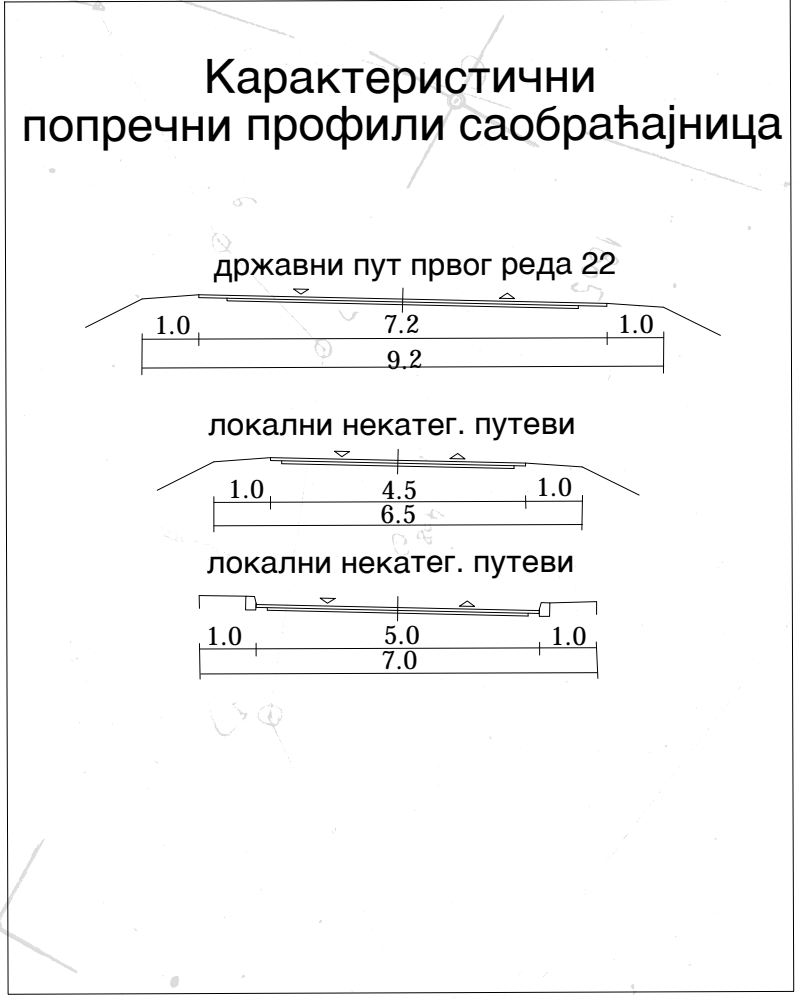 Карактеристични
попречни профили саобраћајница
државни пут првог реда 22
1.0 7.2 1.0
9.2
локални некатег. путеви
1.0 4.5 1.0
6.5
локални некатег. путеви
1.0 5.0 1.0
7.0